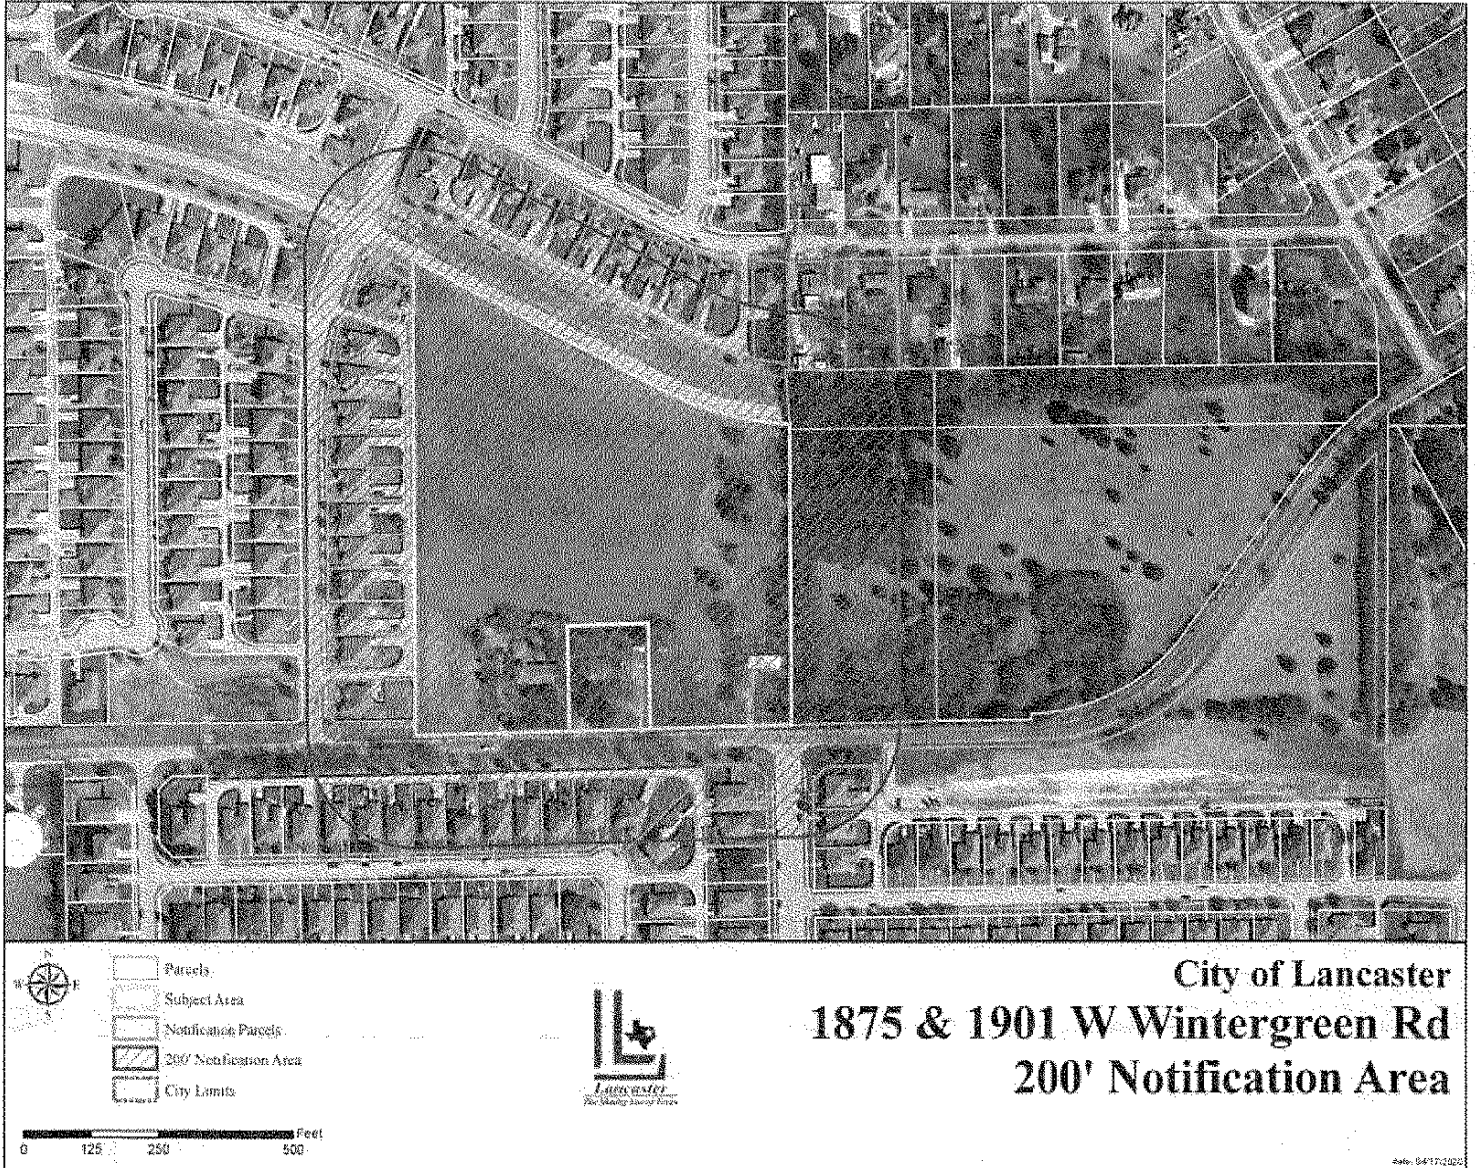 N
W E
S
Parcels
Subject Area
Notification Parcels
200' Notification Area
City Limits
Feet
0 125 250 500
Lancaster
City of Lancaster
1875 & 1901 W Wintergreen Rd
200' Notification Area